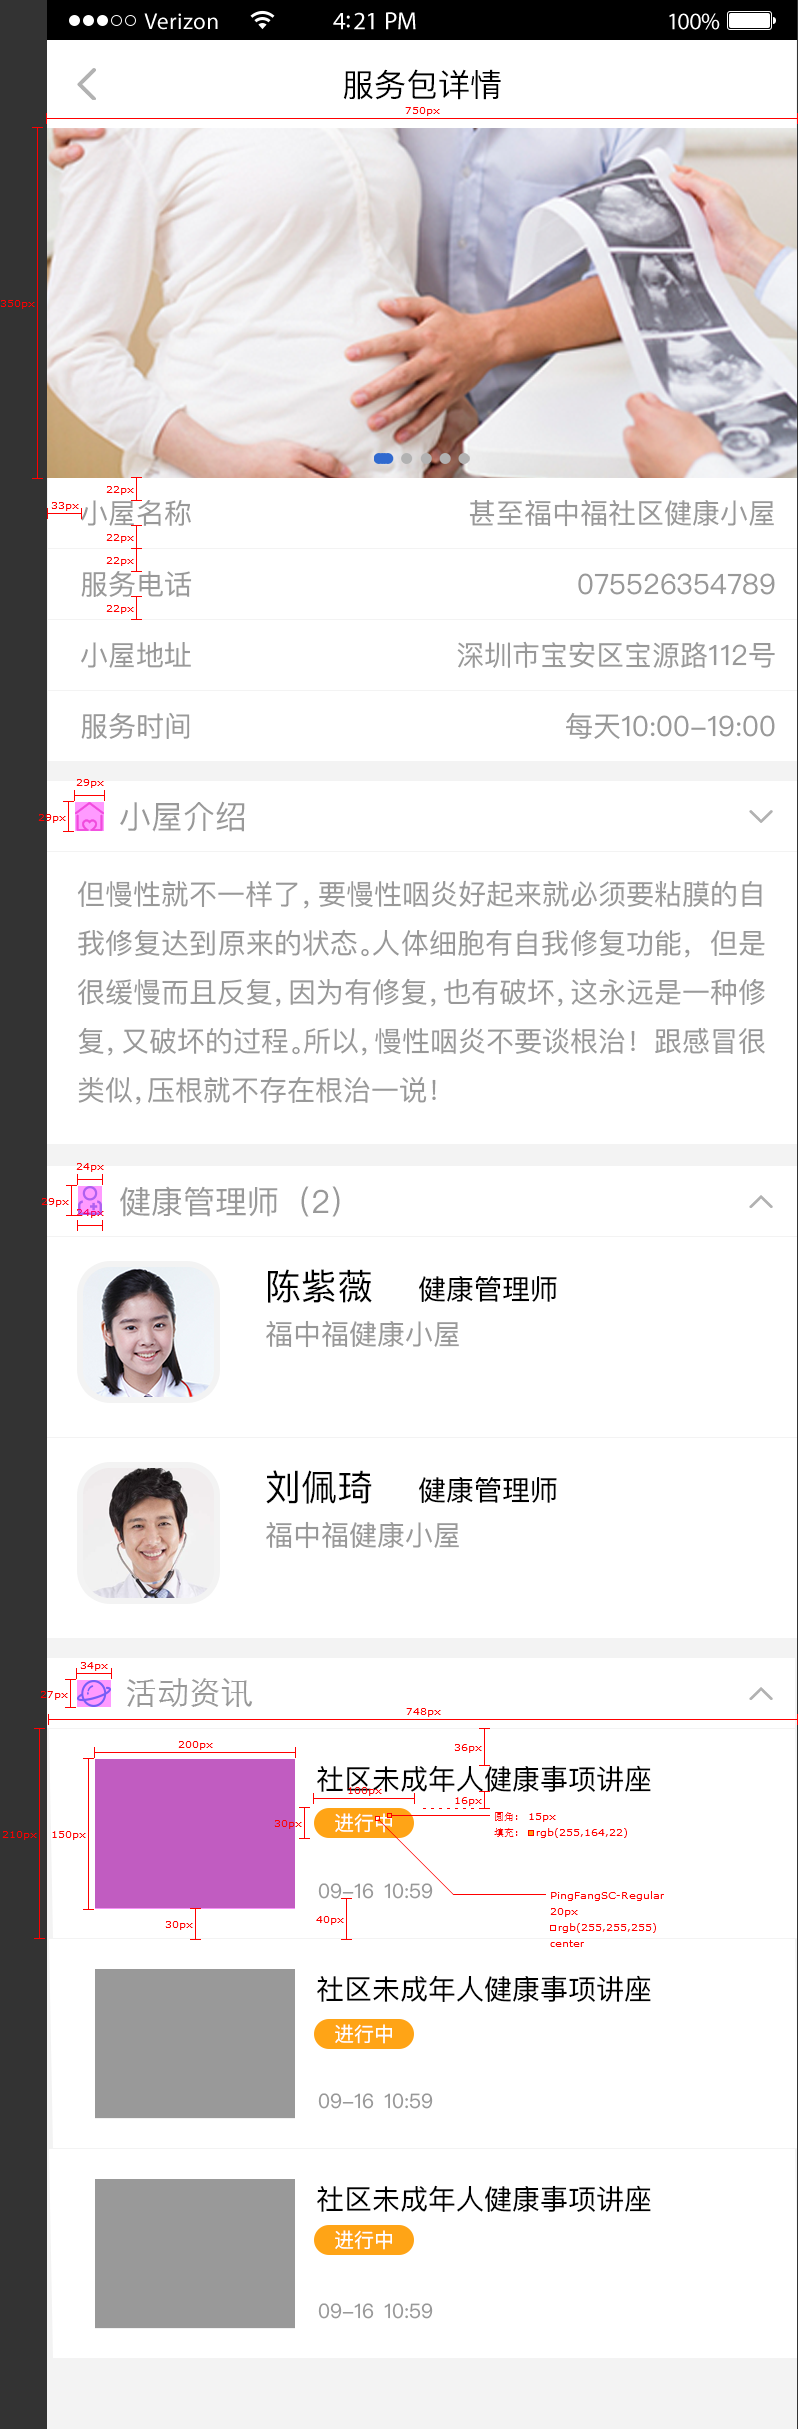 Verizon 4:21 PM 100%
服务包详情
750px
350px
22px
33px
小屋名称 甚至福中福社区健康小屋
22px
22px
服务电话 075526354789
22px
小屋地址 深圳市宝安区宝源路112号
服务时间 每天10:00-19:00
29px
29px
小屋介绍
但慢性就不一样了,要慢性咽炎好起来就必须要粘膜的自
我修复达到原来的状态。人体细胞有自我修复功能，但是
很缓慢而且反复,因为有修复,也有破坏,这永远是一种修
复,又破坏的过程。所以,慢性咽炎不要谈根治！跟感冒很
类似,压根就不存在根治一说！
24px
29px
健康管理师（2）
24px
陈紫薇 健康管理师
福中福健康小屋
刘佩琦 健康管理师
福中福健康小屋
34px
27px
活动资讯
748px
200px
36px
社区未成年人健康事项讲座
100px
16px
30px
进行中
圆角： 15px
填充： rgb(255,164,22)
210px
150px
09-16 10:59
PingFangSC-Regular
20px
rgb(255,255,255)
center
30px
40px
社区未成年人健康事项讲座
进行中
09-16 10:59
社区未成年人健康事项讲座
进行中
09-16 10:59